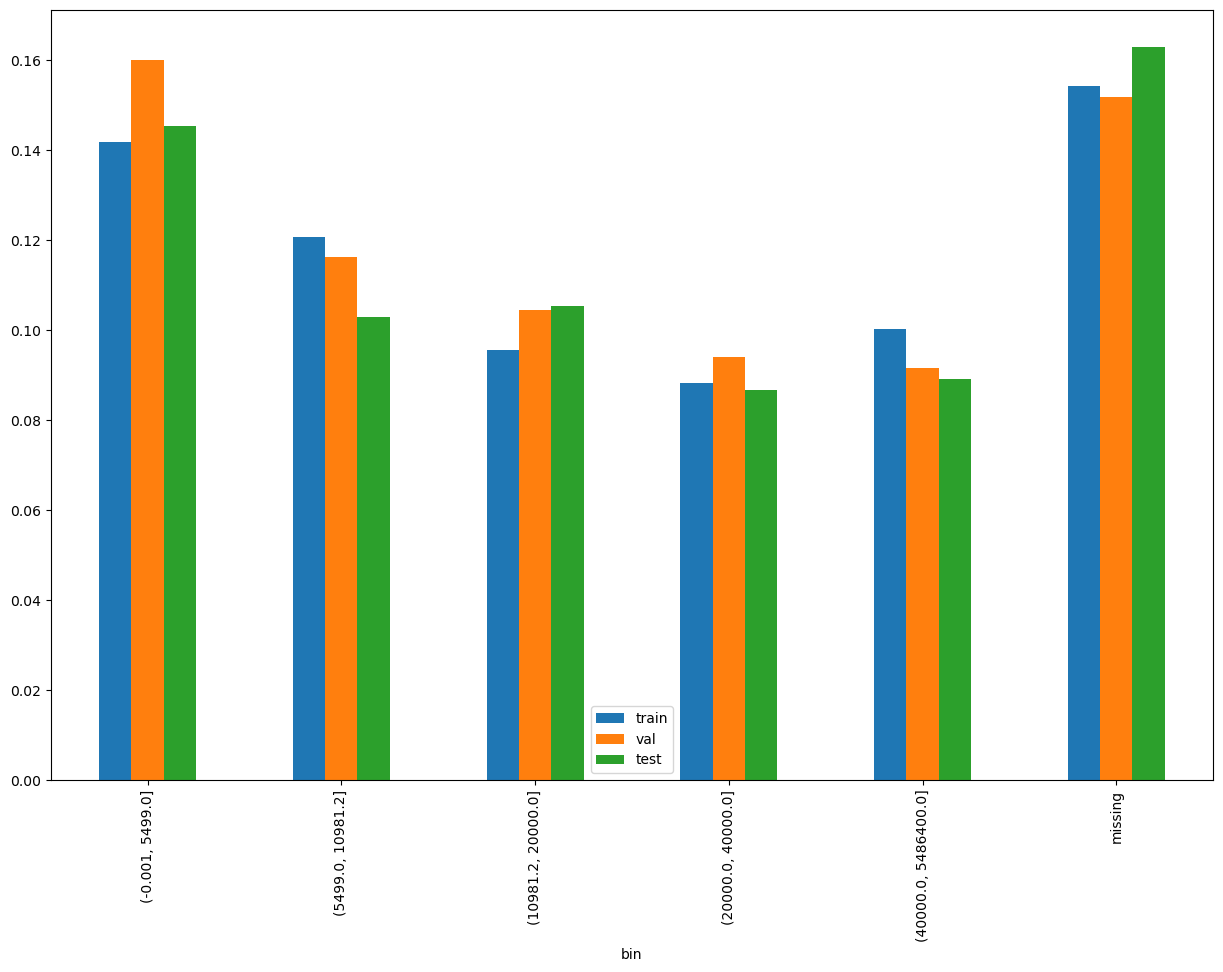 0.16
0.14
0.12
0.10
0.08
0.06
0.04
0.02
0.00
train
val
test
(-0.001, 5499.0]
(5499.0, 10981.2]
(10981.2, 20000.0]
(20000.0, 40000.0]
(40000.0, 5486400.0]
missing
bin